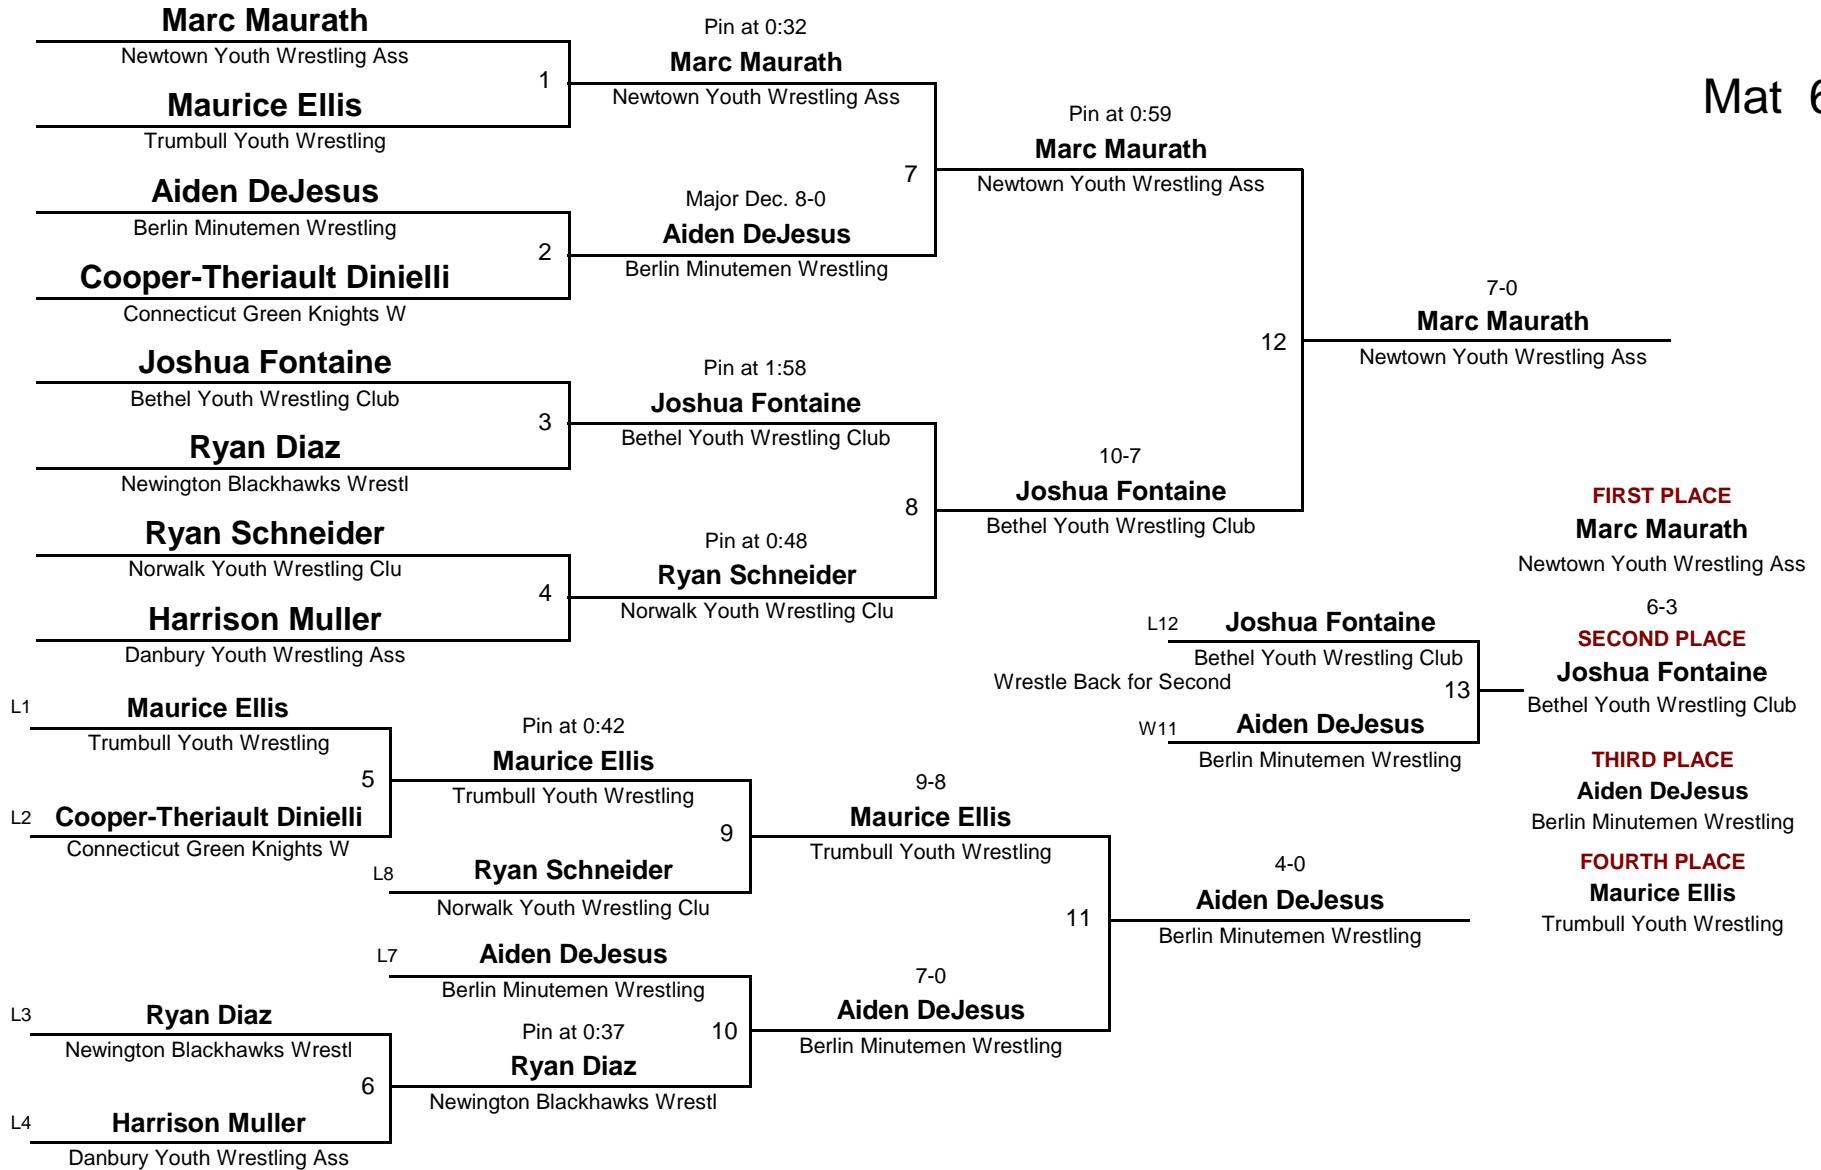 Marc Maurath
Newtown Youth Wrestling Ass
1
Maurice Ellis
Trumbull Youth Wrestling
Aiden DeJesus
Berlin Minutemen Wrestling
2
Cooper-Theriault Dinielli
Connecticut Green Knights W
Joshua Fontaine
Bethel Youth Wrestling Club
3
Ryan Diaz
Newington Blackhawks Wrestl
Ryan Schneider
Norwalk Youth Wrestling Clu
4
Harrison Muller
Danbury Youth Wrestling Ass
Pin at 0:32
Marc Maurath
Newtown Youth Wrestling Ass
7
Major Dec. 8-0
Aiden DeJesus
Berlin Minutemen Wrestling
Pin at 1:58
Joshua Fontaine
Bethel Youth Wrestling Club
8
Pin at 0:48
Ryan Schneider
Norwalk Youth Wrestling Clu
Pin at 0:59
Marc Maurath
Newtown Youth Wrestling Ass
12
10-7
Joshua Fontaine
Bethel Youth Wrestling Club
Mat 6
7-0
Marc Maurath
Newtown Youth Wrestling Ass
FIRST PLACE
Marc Maurath
Newtown Youth Wrestling Ass
L12 Joshua Fontaine
Bethel Youth Wrestling Club
Wrestle Back for Second
13
W11 Aiden DeJesus
Berlin Minutemen Wrestling
6-3
SECOND PLACE
Joshua Fontaine
Bethel Youth Wrestling Club
THIRD PLACE
Aiden DeJesus
Berlin Minutemen Wrestling
FOURTH PLACE
Maurice Ellis
Trumbull Youth Wrestling
L1 Maurice Ellis
Trumbull Youth Wrestling
5
L2 Cooper-Theriault Dinielli
Connecticut Green Knights W
L3 Ryan Diaz
Newington Blackhawks Wrestl
6
L4 Harrison Muller
Danbury Youth Wrestling Ass
Pin at 0:42
Maurice Ellis
Trumbull Youth Wrestling
9
L8 Ryan Schneider
Norwalk Youth Wrestling Clu
L7 Aiden DeJesus
Berlin Minutemen Wrestling
Pin at 0:37
10
Ryan Diaz
Newington Blackhawks Wrestl
9-8
Maurice Ellis
Trumbull Youth Wrestling
11
7-0
Aiden DeJesus
Berlin Minutemen Wrestling
4-0
Aiden DeJesus
Berlin Minutemen Wrestling